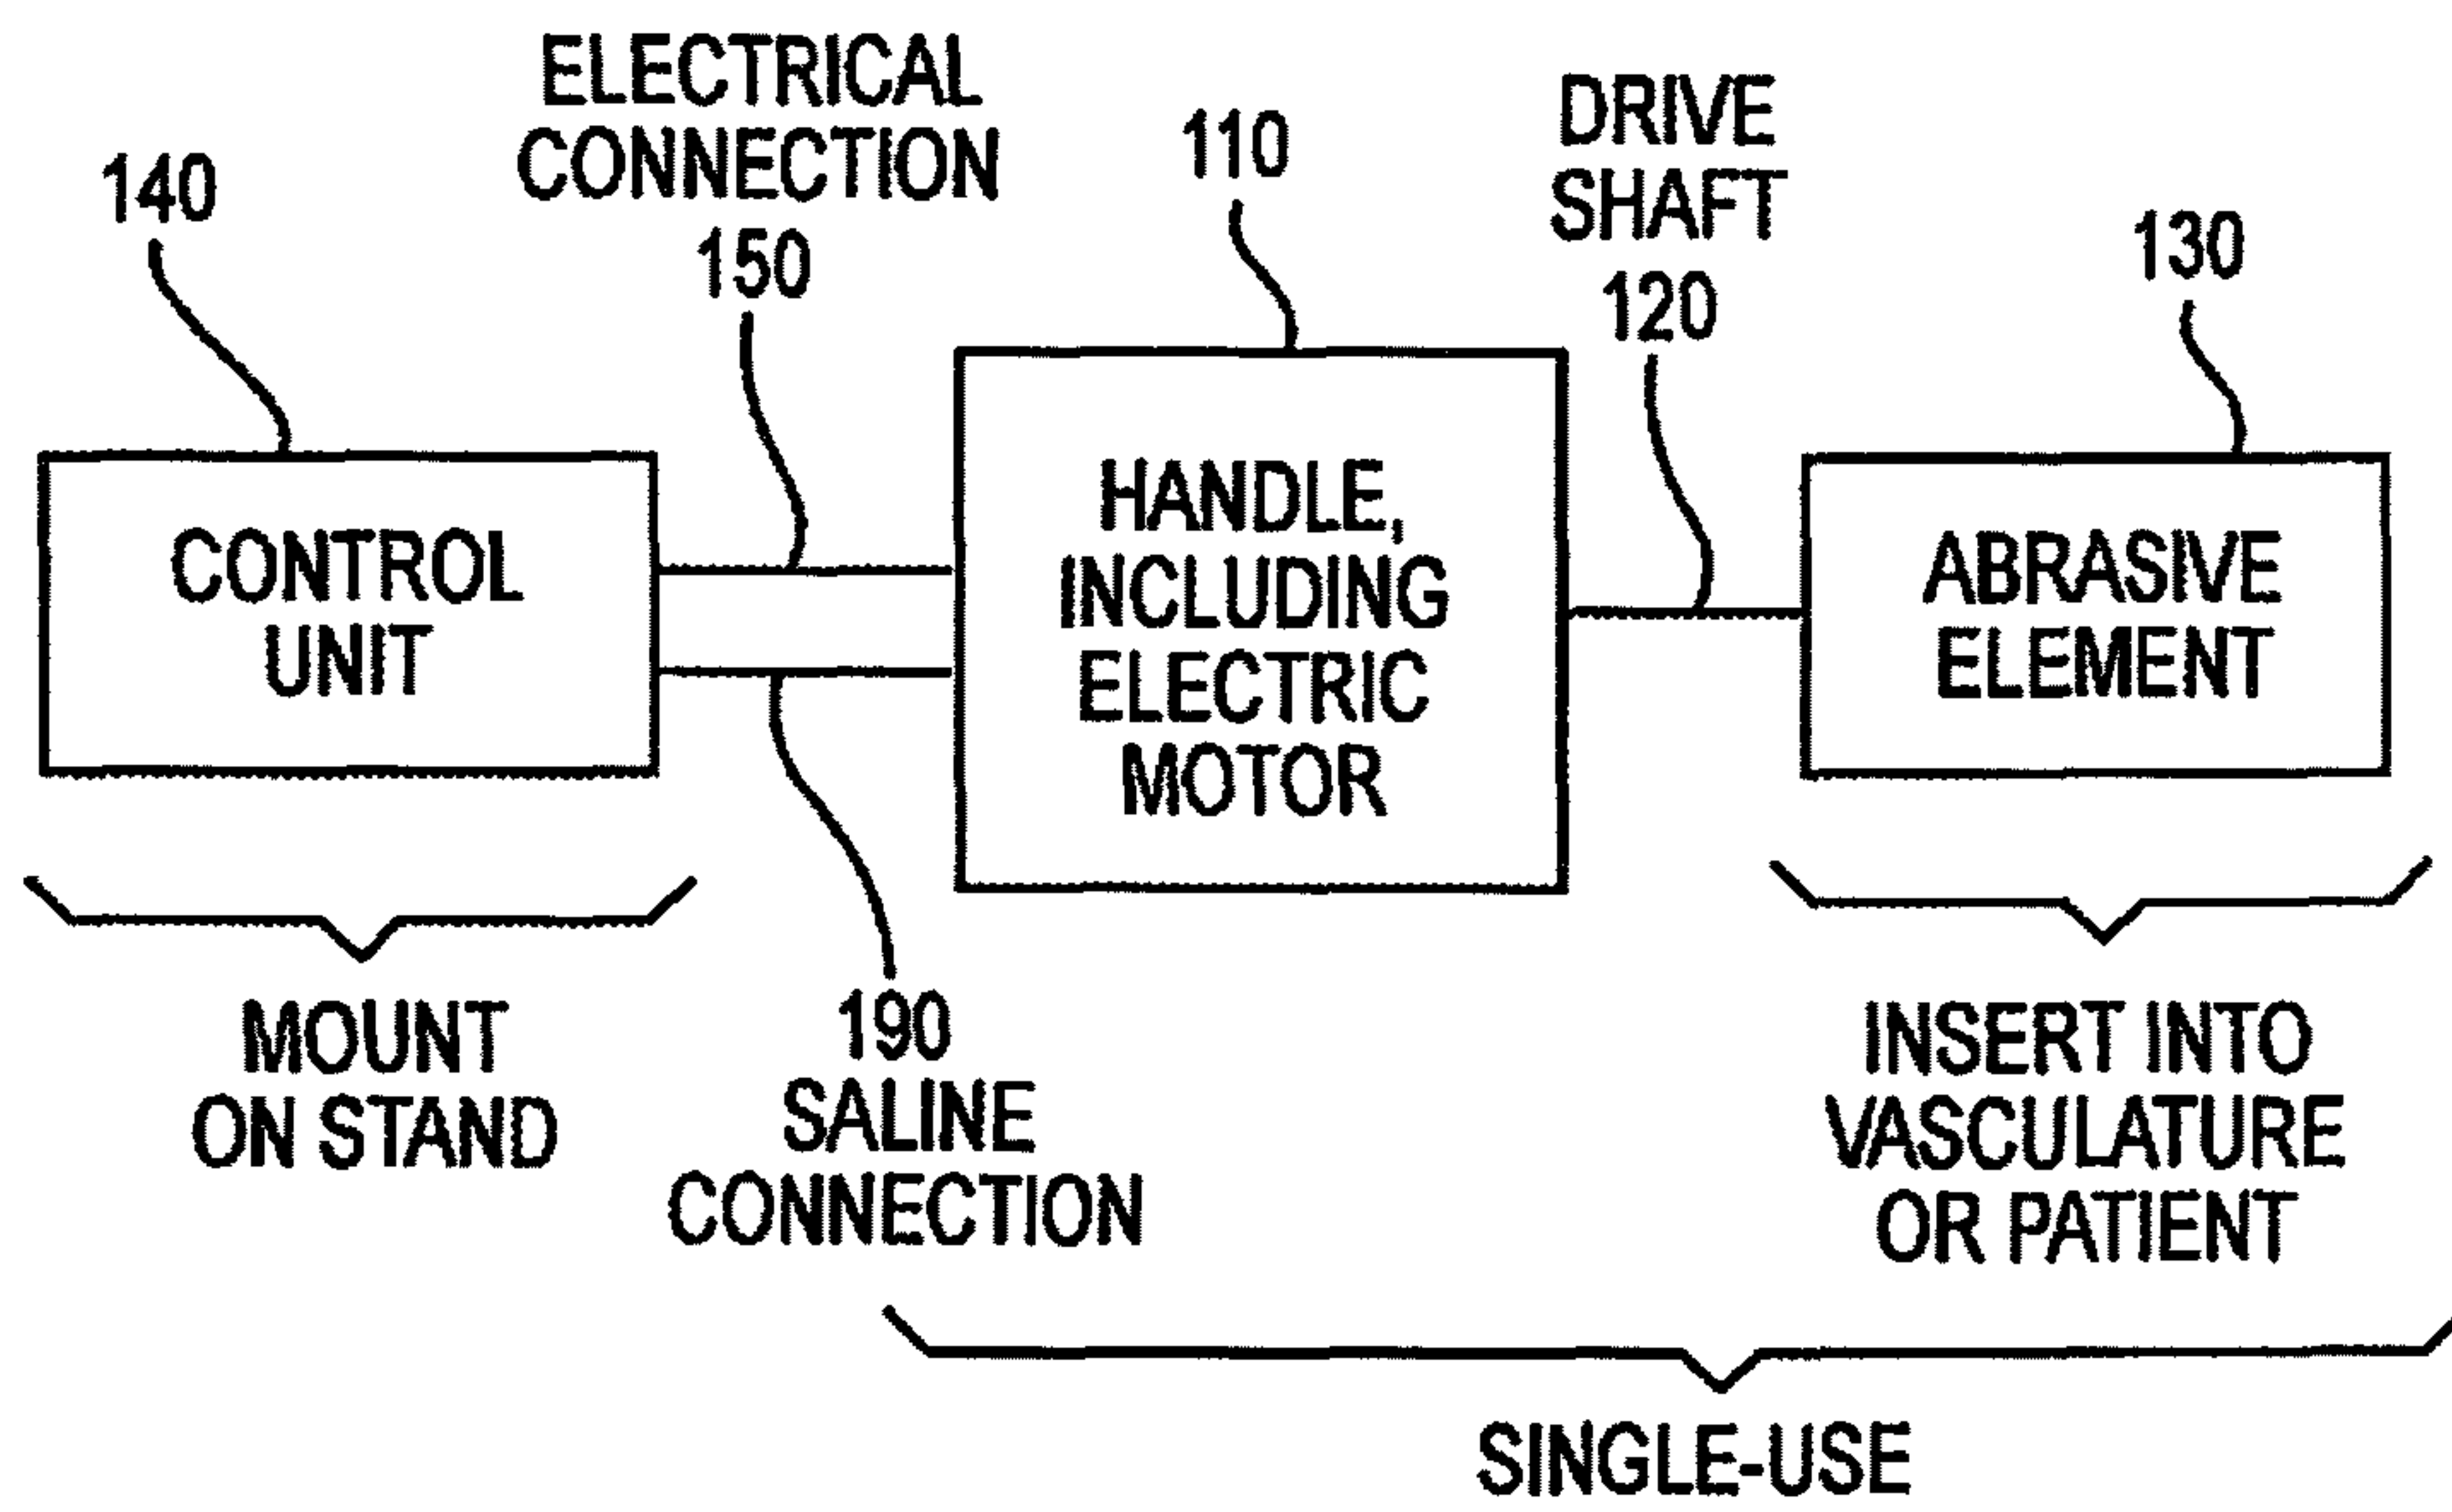 ELECTRICAL
CONNECTION
150
140
110
DRIVE
SHAFT
120
130
CONTROL
UNIT
HANDLE,
INCLUDING
ELECTRIC
MOTOR
ABRASIVE
ELEMENT
MOUNT
ON STAND
190
SALINE
CONNECTION
INSERT INTO
VASCULATURE
OR PATIENT
SINGLE-USE